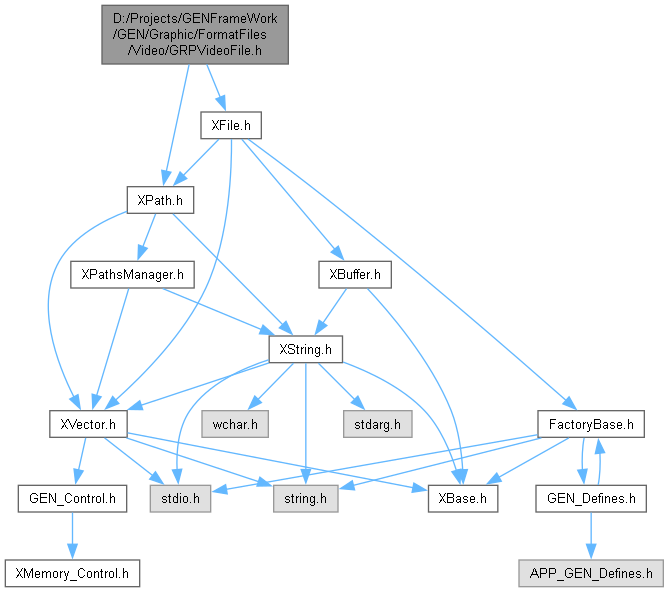 D:/Projects/GENFrameWork
/GEN/Graphic/FormatFiles
/Video/GRPVideoFile.h
XFile.h
XPath.h
XPathsManager.h
XBuffer.h
XString.h
XVector.h
wchar.h
stdarg.h
FactoryBase.h
GEN_Control.h
stdio.h
string.h
XBase.h
GEN_Defines.h
XMemory_Control.h
APP_GEN_Defines.h